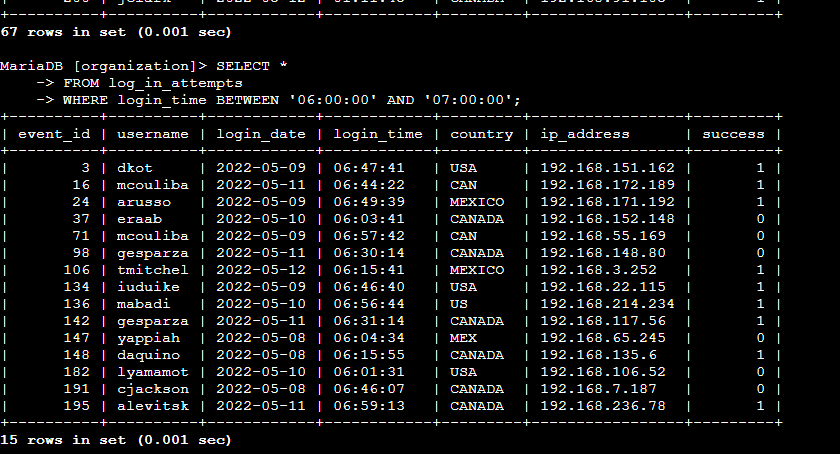 +----------+----------+------------+------------+---------+-----------------+---------+
67 rows in set (0.001 sec)
MariaDB [organization]> SELECT *
    -> FROM log_in_attempts
    -> WHERE login_time BETWEEN '06:00:00' AND '07:00:00';
+----------+----------+------------+------------+---------+-----------------+---------+
| event_id | username | login_date | login_time | country | ip_address      | success |
+----------+----------+------------+------------+---------+-----------------+---------+
|        3 | dkot     | 2022-05-09 | 06:47:41   | USA     | 192.168.151.162 |       1 |
|       16 | mcouliba | 2022-05-11 | 06:44:22   | CAN     | 192.168.172.189 |       1 |
|       24 | arusso   | 2022-05-09 | 06:49:39   | MEXICO  | 192.168.171.192 |       1 |
|       37 | eraab    | 2022-05-10 | 06:03:41   | CANADA  | 192.168.152.148 |       0 |
|       71 | mcouliba | 2022-05-09 | 06:57:42   | CAN     | 192.168.55.169  |       0 |
|       98 | gesparza | 2022-05-11 | 06:30:14   | CANADA  | 192.168.148.80  |       0 |
|      106 | tmitchel | 2022-05-12 | 06:15:41   | MEXICO  | 192.168.3.252   |       1 |
|      134 | iuduike  | 2022-05-09 | 06:46:40   | USA     | 192.168.22.115  |       1 |
|      136 | mabadi   | 2022-05-10 | 06:56:44   | US      | 192.168.214.234 |       1 |
|      142 | gesparza | 2022-05-11 | 06:31:14   | CANADA  | 192.168.117.56  |       1 |
|      147 | yappiah  | 2022-05-08 | 06:04:34   | MEX     | 192.168.65.245  |       0 |
|      148 | daquino  | 2022-05-08 | 06:15:55   | CANADA  | 192.168.135.6   |       1 |
|      182 | lyamamot | 2022-05-10 | 06:01:31   | USA     | 192.168.106.52  |       0 |
|      191 | cjackson | 2022-05-08 | 06:46:07   | CANADA  | 192.168.7.187   |       0 |
|      195 | alevitsk | 2022-05-11 | 06:59:13   | CANADA  | 192.168.236.78  |       1 |
+----------+----------+------------+------------+---------+-----------------+---------+
15 rows in set (0.001 sec)